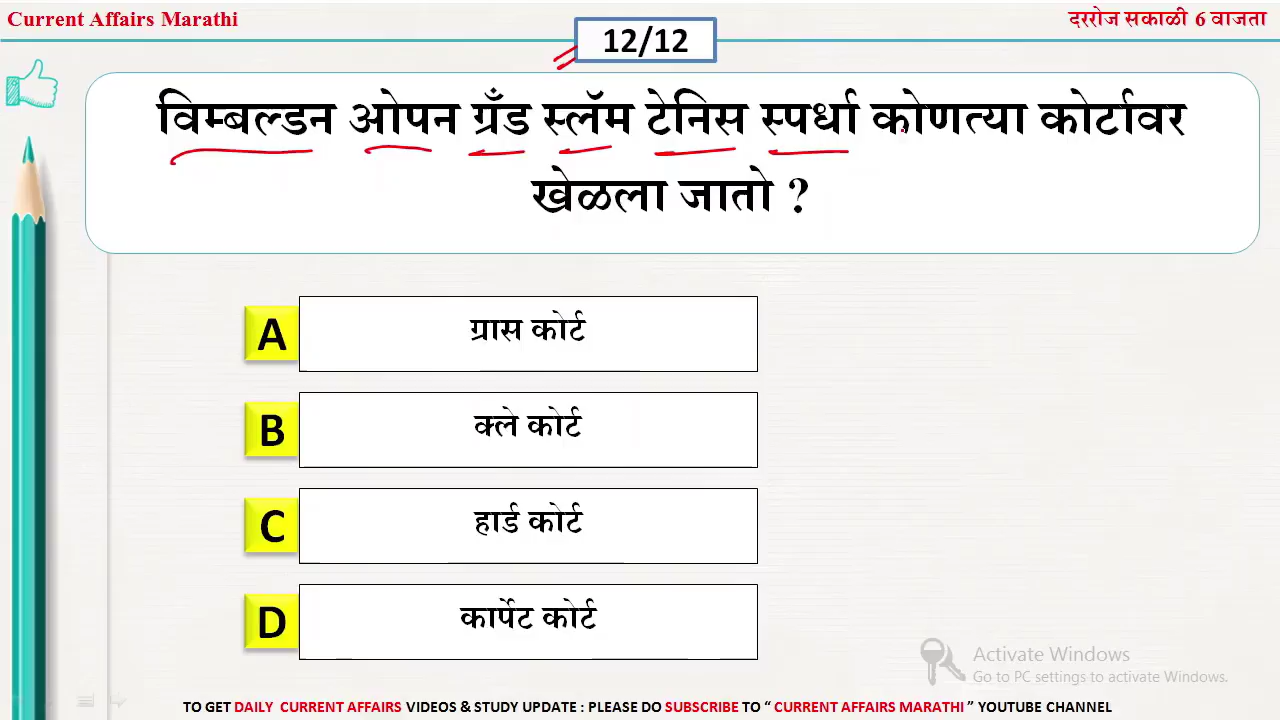 Current Affairs Marathi
दररोज सकाळी 6 वाजता
12/12
विम्बल्डन ओपन ग्रँड स्लॅम टेनिस स्पर्धा कोणत्या कोर्टावर
खेळला जातो ?
A ग्रास कोर्ट
B क्ले कोर्ट
C हार्ड कोर्ट
D कार्पेट कोर्ट
Activate Windows
Go to PC settings to activate Windows.
TO GET DAILY CURRENT AFFAIRS VIDEOS & STUDY UPDATE : PLEASE DO SUBSCRIBE TO “ CURRENT AFFAIRS MARATHI ” YOUTUBE CHANNEL